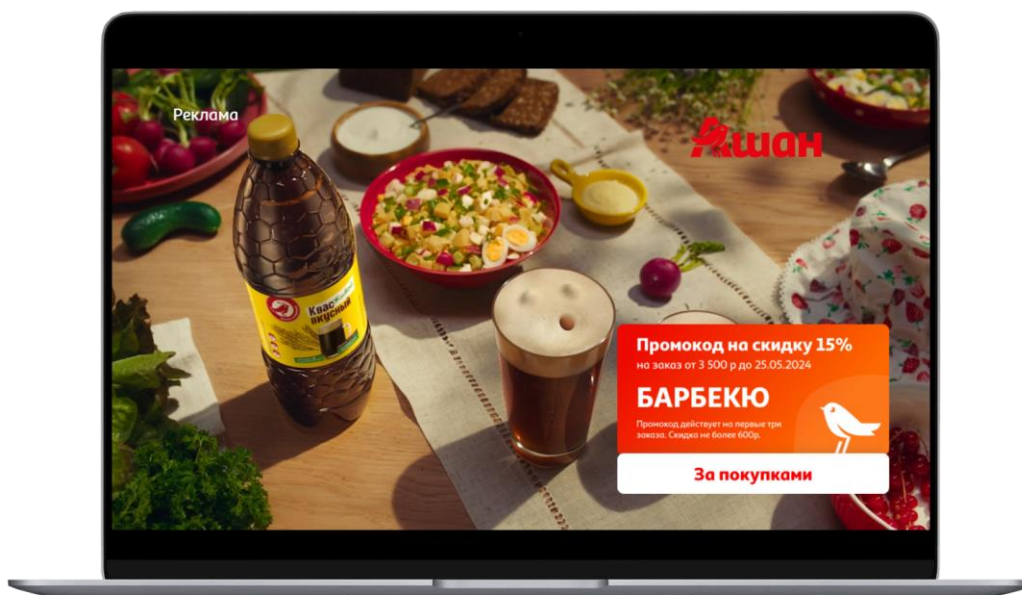 Реклама
Ашан
Квас
вкусный
Промокод на скидку 15%
на заказ от 3 500 р до 25.05.2024
БАРБЕКЮ
Промокод действует на первые три
заказа. Скидка не более 600р.
За покупками